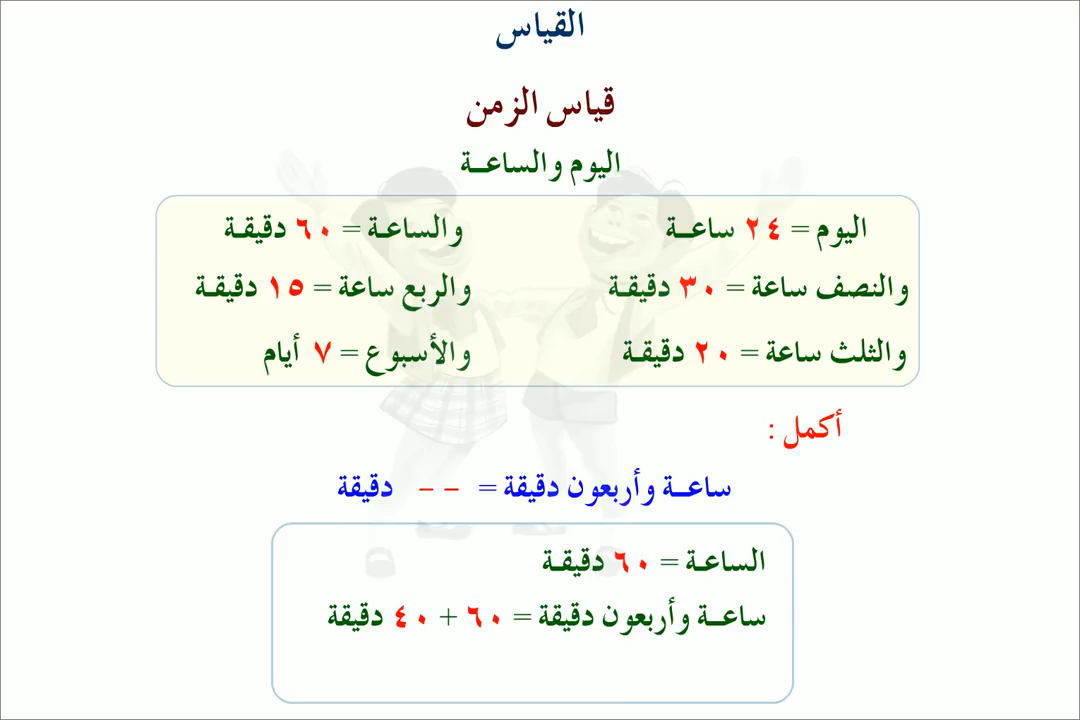 القياس
قياس الزمن
اليوم والساعة
اليوم = ٢٤ ساعة والساعة = ٦٠ دقيقة
والنصف ساعة = ٣٠ دقيقة والربع ساعة = ١٥ دقيقة
والثلث ساعة = ٢٠ دقيقة والأسبوع = ٧ أيام
أكمل :
ساعة وأربعون دقيقة = -- دقيقة
الساعة = ٦٠ دقيقة
ساعة وأربعون دقيقة = ٦٠ + ٤٠ دقيقة